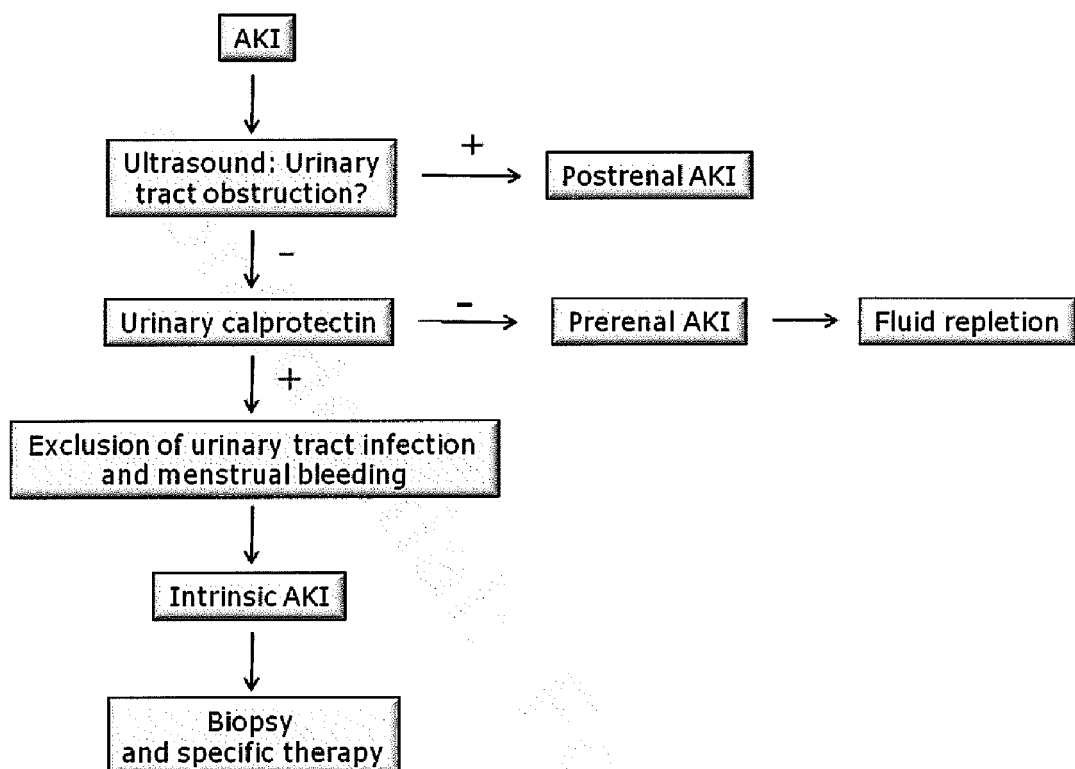 AKI
Ultrasound: Urinary
tract obstruction?
+
Postrenal AKI
–
Urinary calprotectin
–
Prerenal AKI
Fluid repletion
+
Exclusion of urinary tract infection
and menstrual bleeding
Intrinsic AKI
Biopsy
and specific therapy